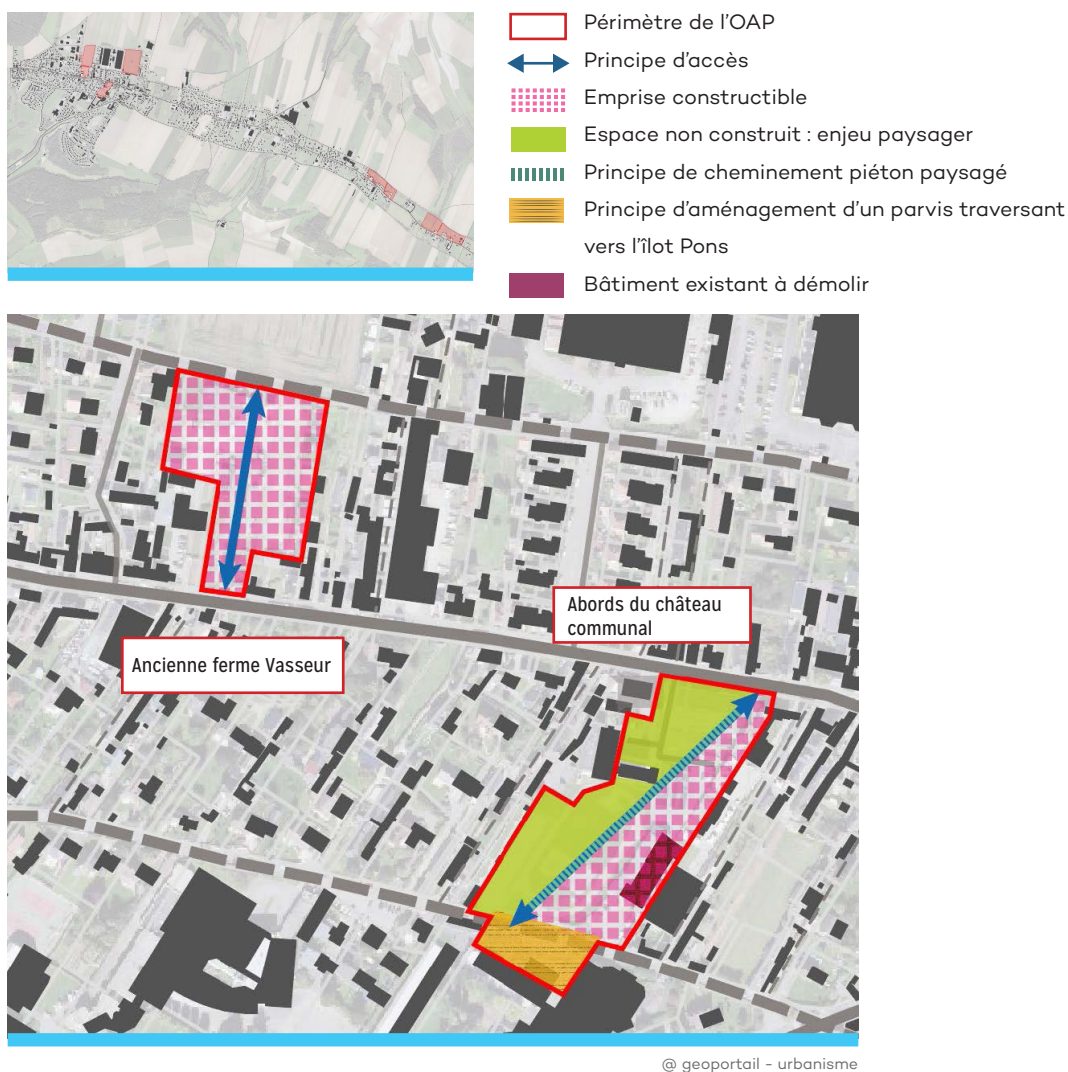 Périmètre de l'OAP
Principe d'accès
Emprise constructible
Espace non construit : enjeu paysager
Principe de cheminement piéton paysagé
Principe d'aménagement d'un parvis traversant
vers l'îlot Pons
Bâtiment existant à démolir
Abords du château
communal
Ancienne ferme Vasseur
@ geoportail - urbanisme